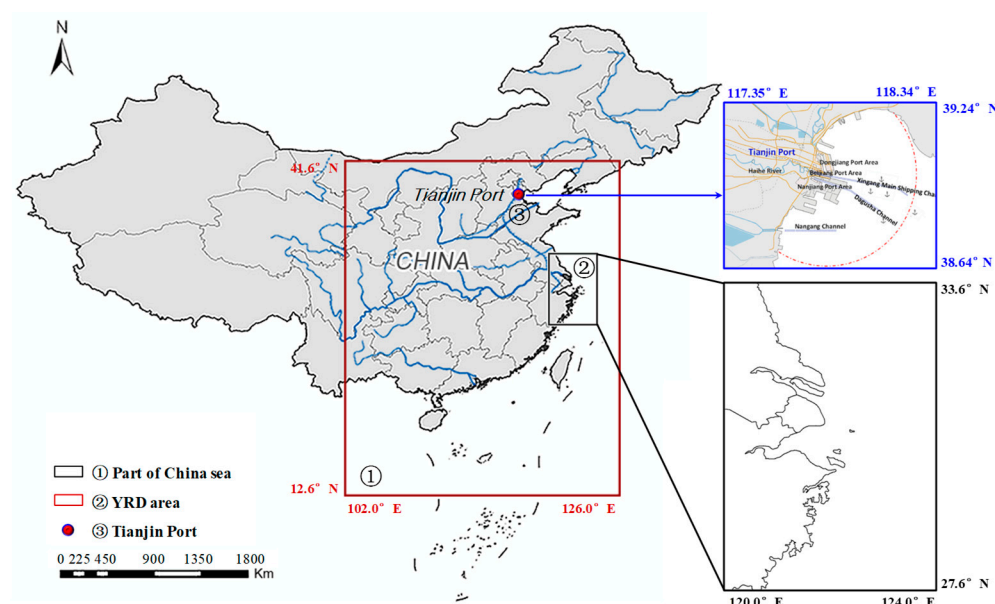 N
117.35° E 118.34° E
39.24° N
Tianjin Port
Dongjiang Port Area
Beijiang Port Area
Haihe River
Nanjiang Port Area
Xingang Main Shipping Cha
Dagusha Channel
Nangang Channel
38.64° N
41.6° N
Tianjin Port
③
CHINA
②
33.6° N
①
12.6° N
102.0° E 126.0° E
① Part of China sea
② YRD area
③ Tianjin Port
0 225 450 900 1350 1800
Km
27.6° N
120.0° E 124.0° E